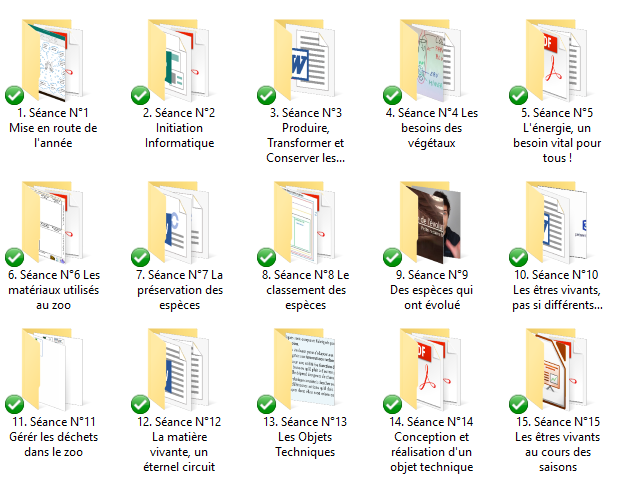 1. Séance N°1
Mise en route de
l'année
2. Séance N°2
Initiation
Informatique
3. Séance N°3
Produire,
Transformer et
Conserver les...
4. Séance N°4 Les
besoins des
végétaux
5. Séance N°5
L'énergie, un
besoin vital pour
tous !
6. Séance N°6 Les
matériaux utilisés
au zoo
7. Séance N°7 La
préservation des
espèces
8. Séance N°8 Le
classement des
espèces
9. Séance N°9
Des espèces qui
ont évolué
10. Séance N°10
Les êtres vivants,
pas si différents...
11. Séance N°11
Gérér les déchets
dans le zoo
12. Séance N°12
La matière
vivante, un
éternel circuit
13. Séance N°13
Les Objets
Techniques
14. Séance N°14
Conception et
réalisation d'un
objet technique
15. Séance N°15
Les êtres vivants
au cours des
saisons